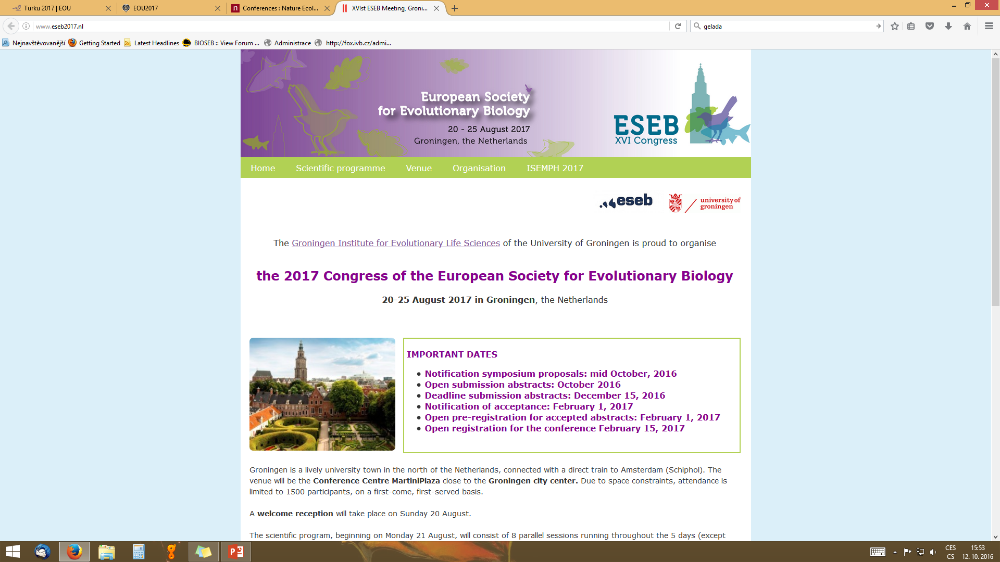 Turku 2017 | EOU
EOU2017
Conferences : Nature Ecol...
XVIst ESEB Meeting, Groni...
www.eseb2017.nl
gelada
Nejnavštěvovanější
Getting Started
Latest Headlines
BIOSEB :: View Forum ...
Administrace
http://fox.ivb.cz/admi...
European Society
for Evolutionary Biology
20 - 25 August 2017
Groningen, the Netherlands
ESEB
XVI Congress
Home
Scientific programme
Venue
Organisation
ISEMPH 2017
eseb
university of
groningen
The Groningen Institute for Evolutionary Life Sciences of the University of Groningen is proud to organise
the 2017 Congress of the European Society for Evolutionary Biology
20-25 August 2017 in Groningen, the Netherlands
IMPORTANT DATES
Notification symposium proposals: mid October, 2016
Open submission abstracts: October 2016
Deadline submission abstracts: December 15, 2016
Notification of acceptance: February 1, 2017
Open pre-registration for accepted abstracts: February 1, 2017
Open registration for the conference February 15, 2017
Groningen is a lively university town in the north of the Netherlands, connected with a direct train to Amsterdam (Schiphol). The
venue will be the Conference Centre MartiniPlaza close to the Groningen city center. Due to space constraints, attendance is
limited to 1500 participants, on a first-come, first-served basis.
A welcome reception will take place on Sunday 20 August.
The scientific program, beginning on Monday 21 August, will consist of 8 parallel sessions running throughout the 5 days (except
CES
CS
15:53
12. 10. 2016